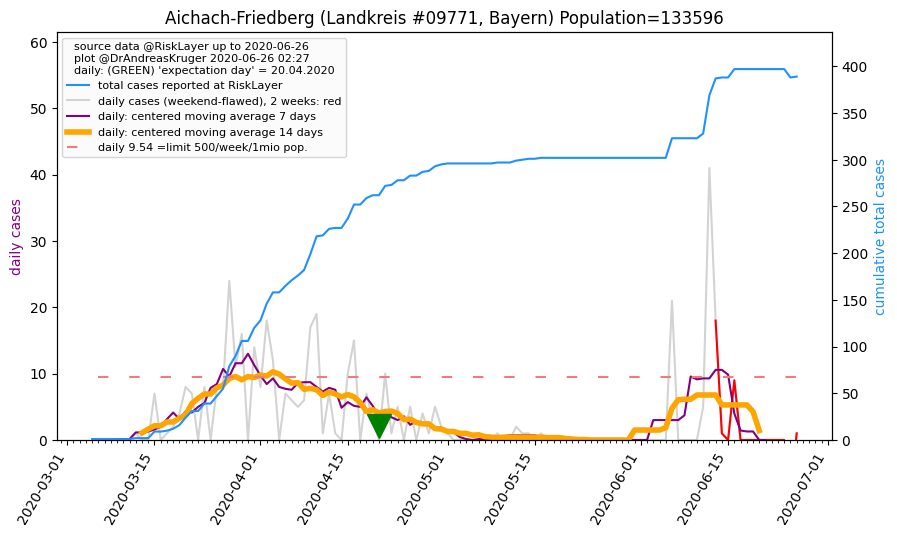 Aichach-Friedberg (Landkreis #09771, Bayern) Population=133596
source data @RiskLayer up to 2020-06-26
plot @DrAndreasKruger 2020-06-26 02:27
daily: (GREEN) 'expectation day' = 20.04.2020
total cases reported at RiskLayer
daily cases (weekend-flawed), 2 weeks: red
daily: centered moving average 7 days
daily: centered moving average 14 days
daily 9.54 =limit 500/week/1mio pop.
daily cases
60
50
40
30
20
10
0
cumulative total cases
400
350
300
250
200
150
100
50
0
2020-03-01
2020-03-15
2020-04-01
2020-04-15
2020-05-01
2020-05-15
2020-06-01
2020-06-15
2020-07-01